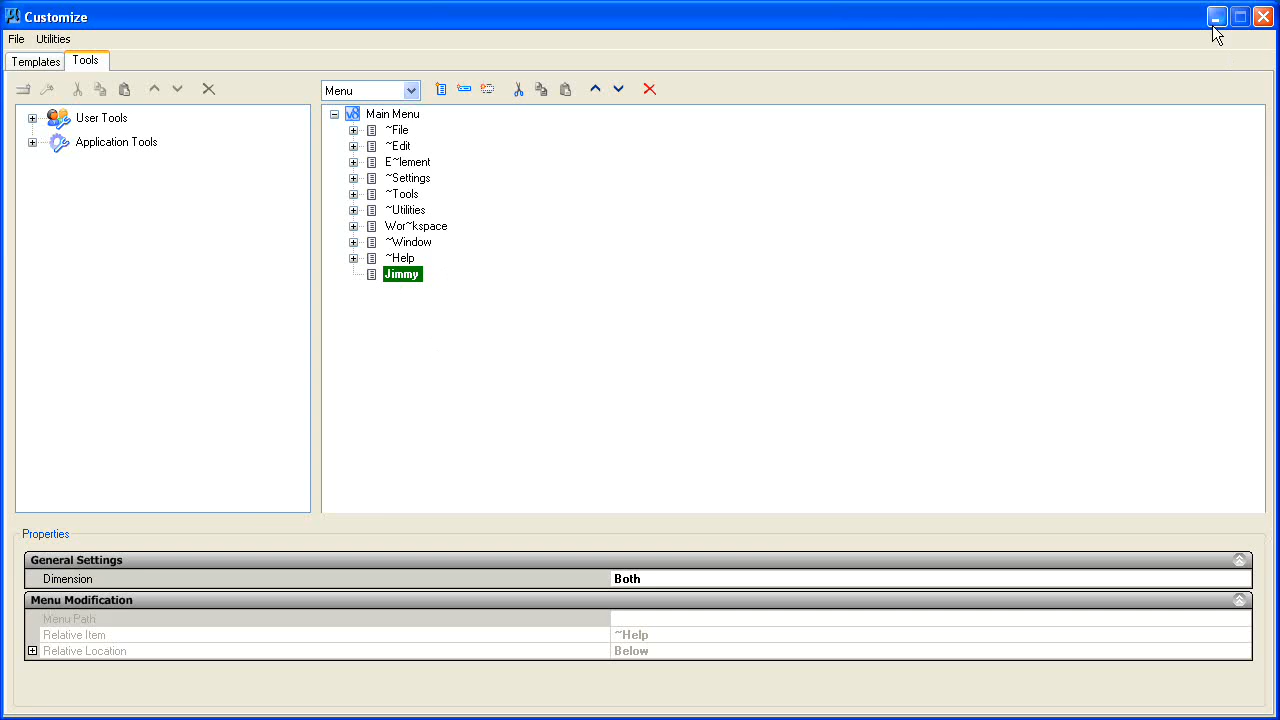 Customize
File Utilities
Templates Tools
Menu
User Tools
Application Tools
v8 Main Menu
~File
~Edit
E~lement
~Settings
~Tools
~Utilities
Wor~kspace
~Window
~Help
Jimmy
Properties
General Settings
Dimension Both
Menu Modification
Menu Path
Relative Item ~Help
Relative Location Below